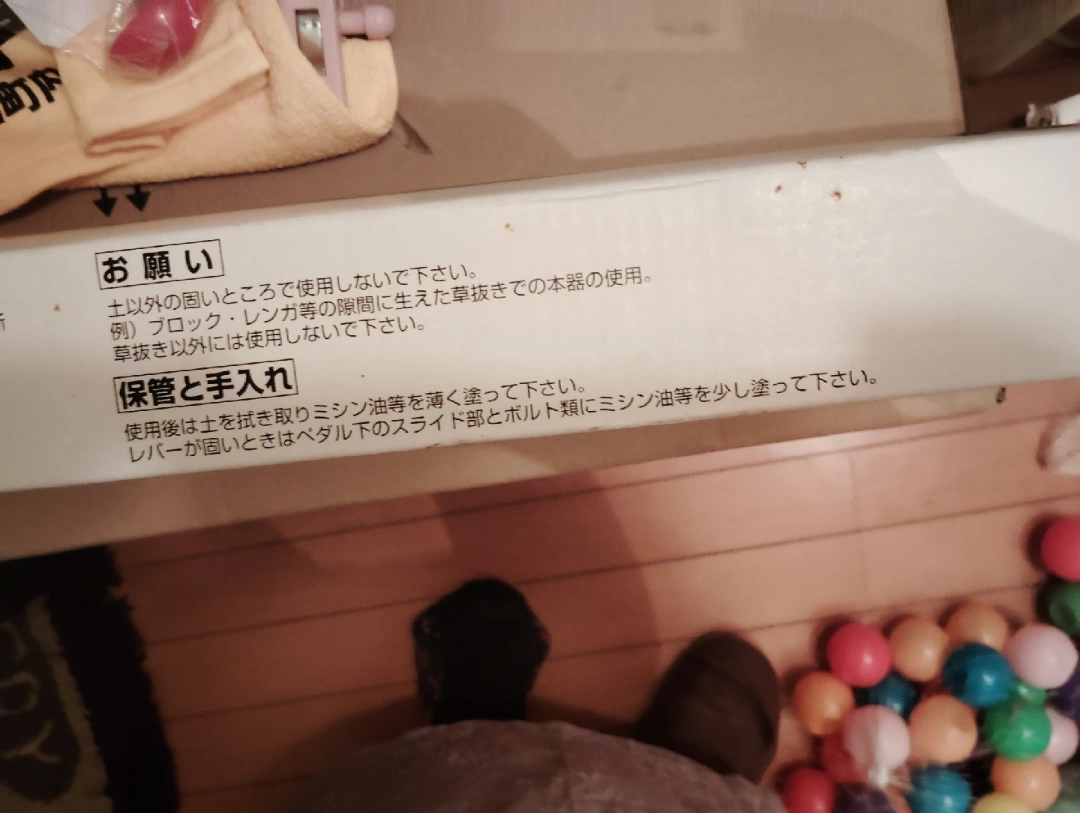 お願い
土以外の固いところで使用しないで下さい。
例）ブロック・レンガ等の隙間に生えた草抜きでの本器の使用。
草抜き以外には使用しないで下さい。
保管と手入れ
使用後は土を拭き取りミシン油等を薄く塗って下さい。
レバーが固いときはペダル下のスライド部とボルト類にミシン油等を少し塗って下さい。